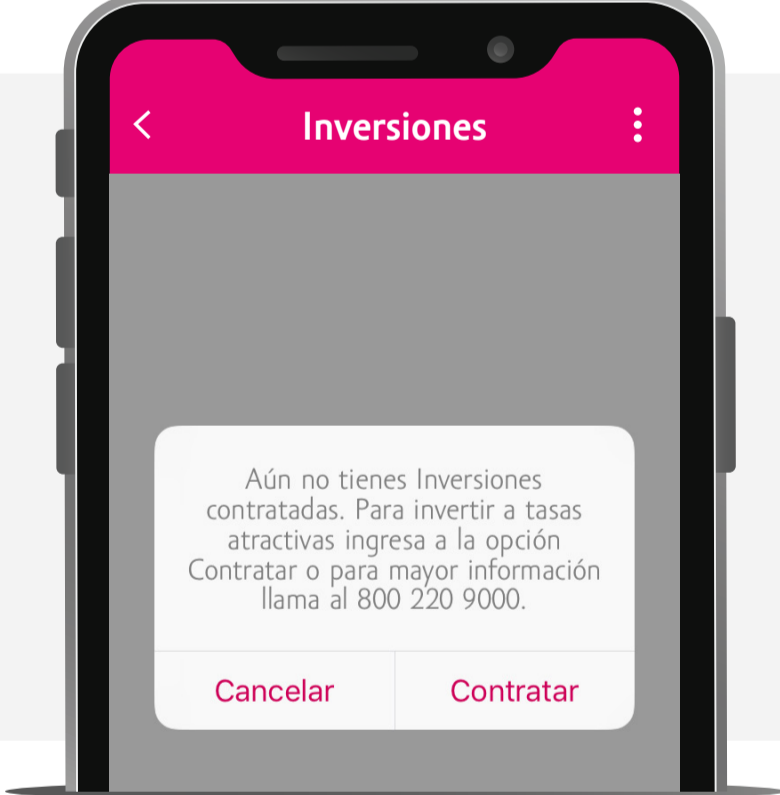 Inversiones
Aún no tienes Inversiones
contratadas. Para invertir a tasas
atractivas ingresa a la opción
Contratar o para mayor información
llama al 800 220 9000.
Cancelar
Contratar